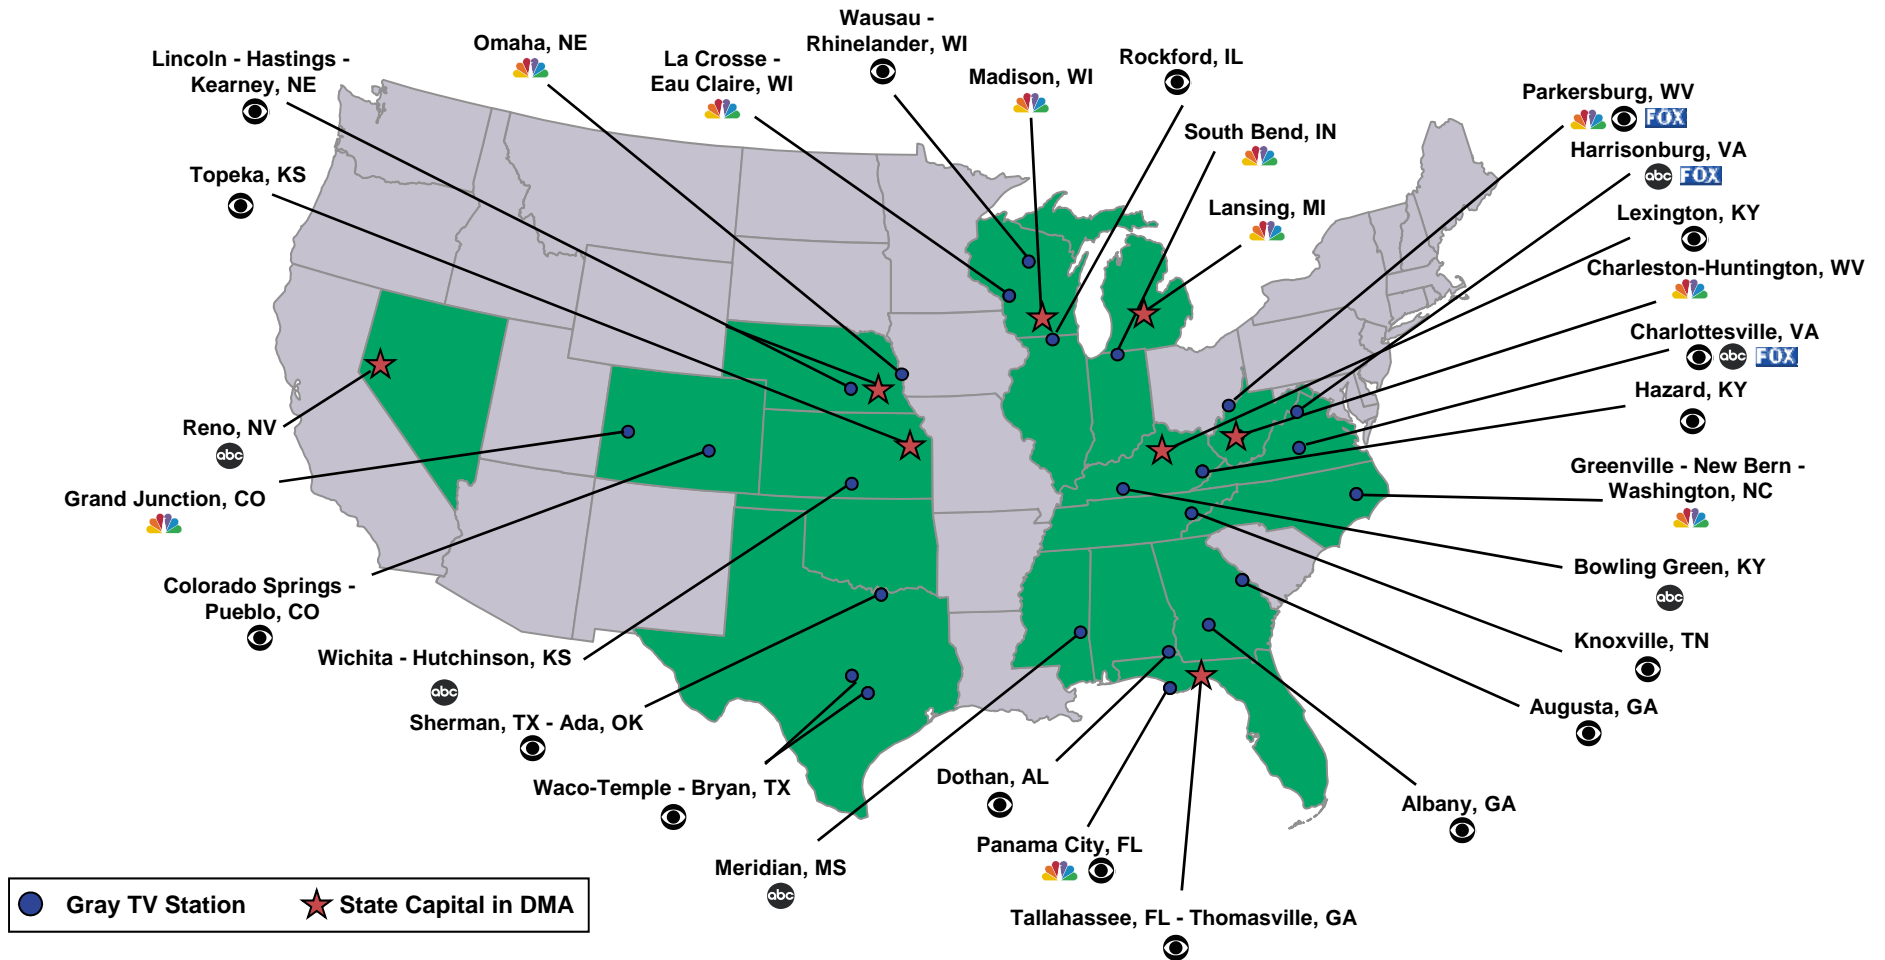 Wausau -
Rhinelander, WI
Omaha, NE
Lincoln - Hastings -
Kearney, NE
La Crosse -
Eau Claire, WI
Madison, WI
Rockford, IL
Parkersburg, WV
FOX
South Bend, IN
Harrisonburg, VA
abc FOX
Topeka, KS
Lansing, MI
Lexington, KY
Charleston-Huntington, WV
Charlottesville, VA
abc FOX
Hazard, KY
Reno, NV
abc
Grand Junction, CO
Greenville - New Bern -
Washington, NC
Bowling Green, KY
abc
Colorado Springs -
Pueblo, CO
Knoxville, TN
Wichita - Hutchinson, KS
abc
Sherman, TX - Ada, OK
Augusta, GA
Waco-Temple - Bryan, TX
Dothan, AL
Albany, GA
Panama City, FL
Meridian, MS
abc
Tallahassee, FL - Thomasville, GA
Gray TV Station
State Capital in DMA